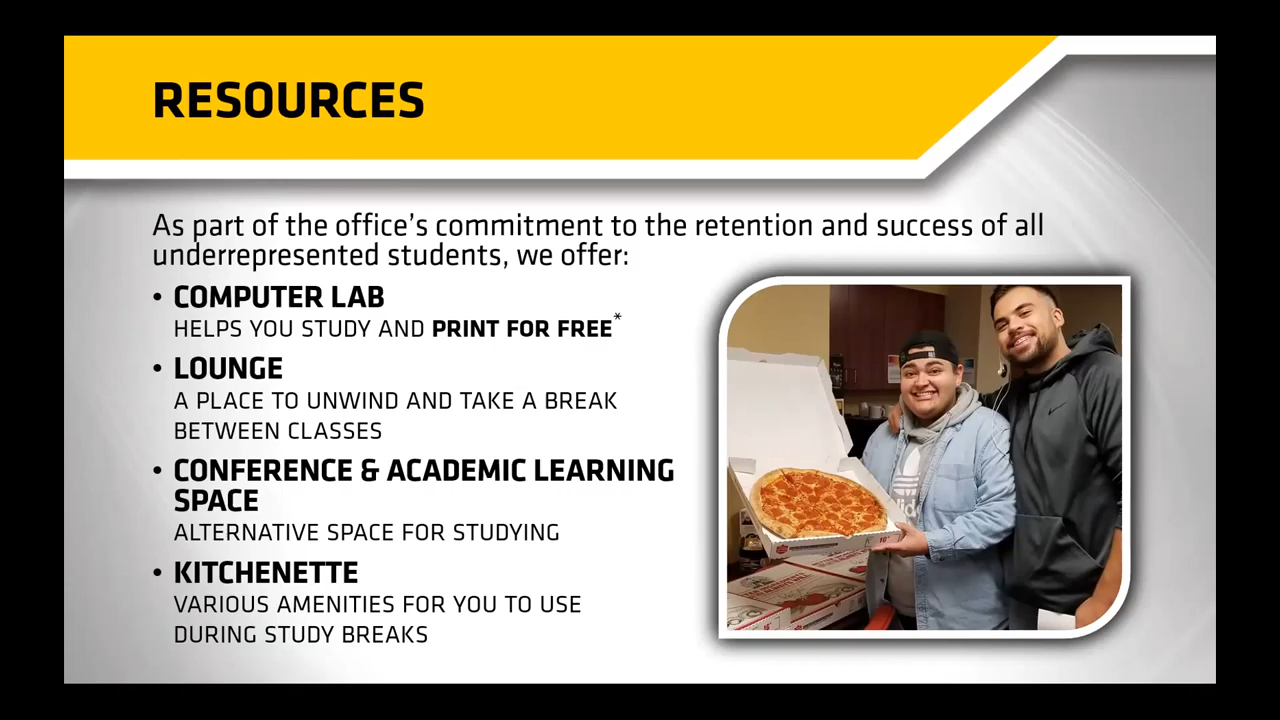 RESOURCES
As part of the office's commitment to the retention and success of all
underrepresented students, we offer:
• COMPUTER LAB
HELPS YOU STUDY AND PRINT FOR FREE*
• LOUNGE
A PLACE TO UNWIND AND TAKE A BREAK
BETWEEN CLASSES
• CONFERENCE & ACADEMIC LEARNING
SPACE
ALTERNATIVE SPACE FOR STUDYING
• KITCHENETTE
VARIOUS AMENITIES FOR YOU TO USE
DURING STUDY BREAKS